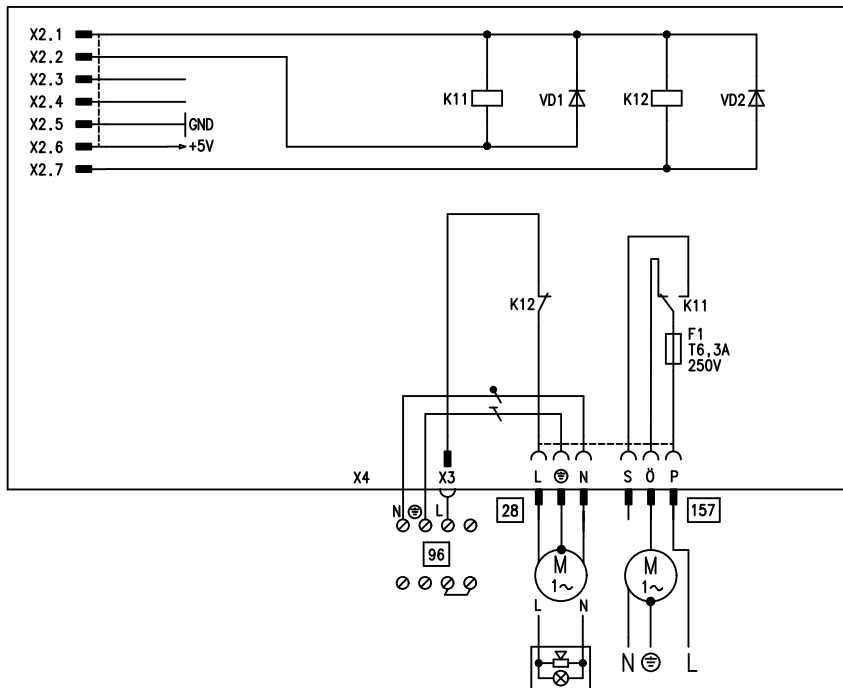 X2.1
X2.2
X2.3
X2.4
X2.5 GND
X2.6 +5V
X2.7
K11 VD1 K12 VD2
K12 K11
F1
T6,3A
250V
X4 X3 L N S Ö P
N L 28 157
96
M
1~
M
1~
L N
N L